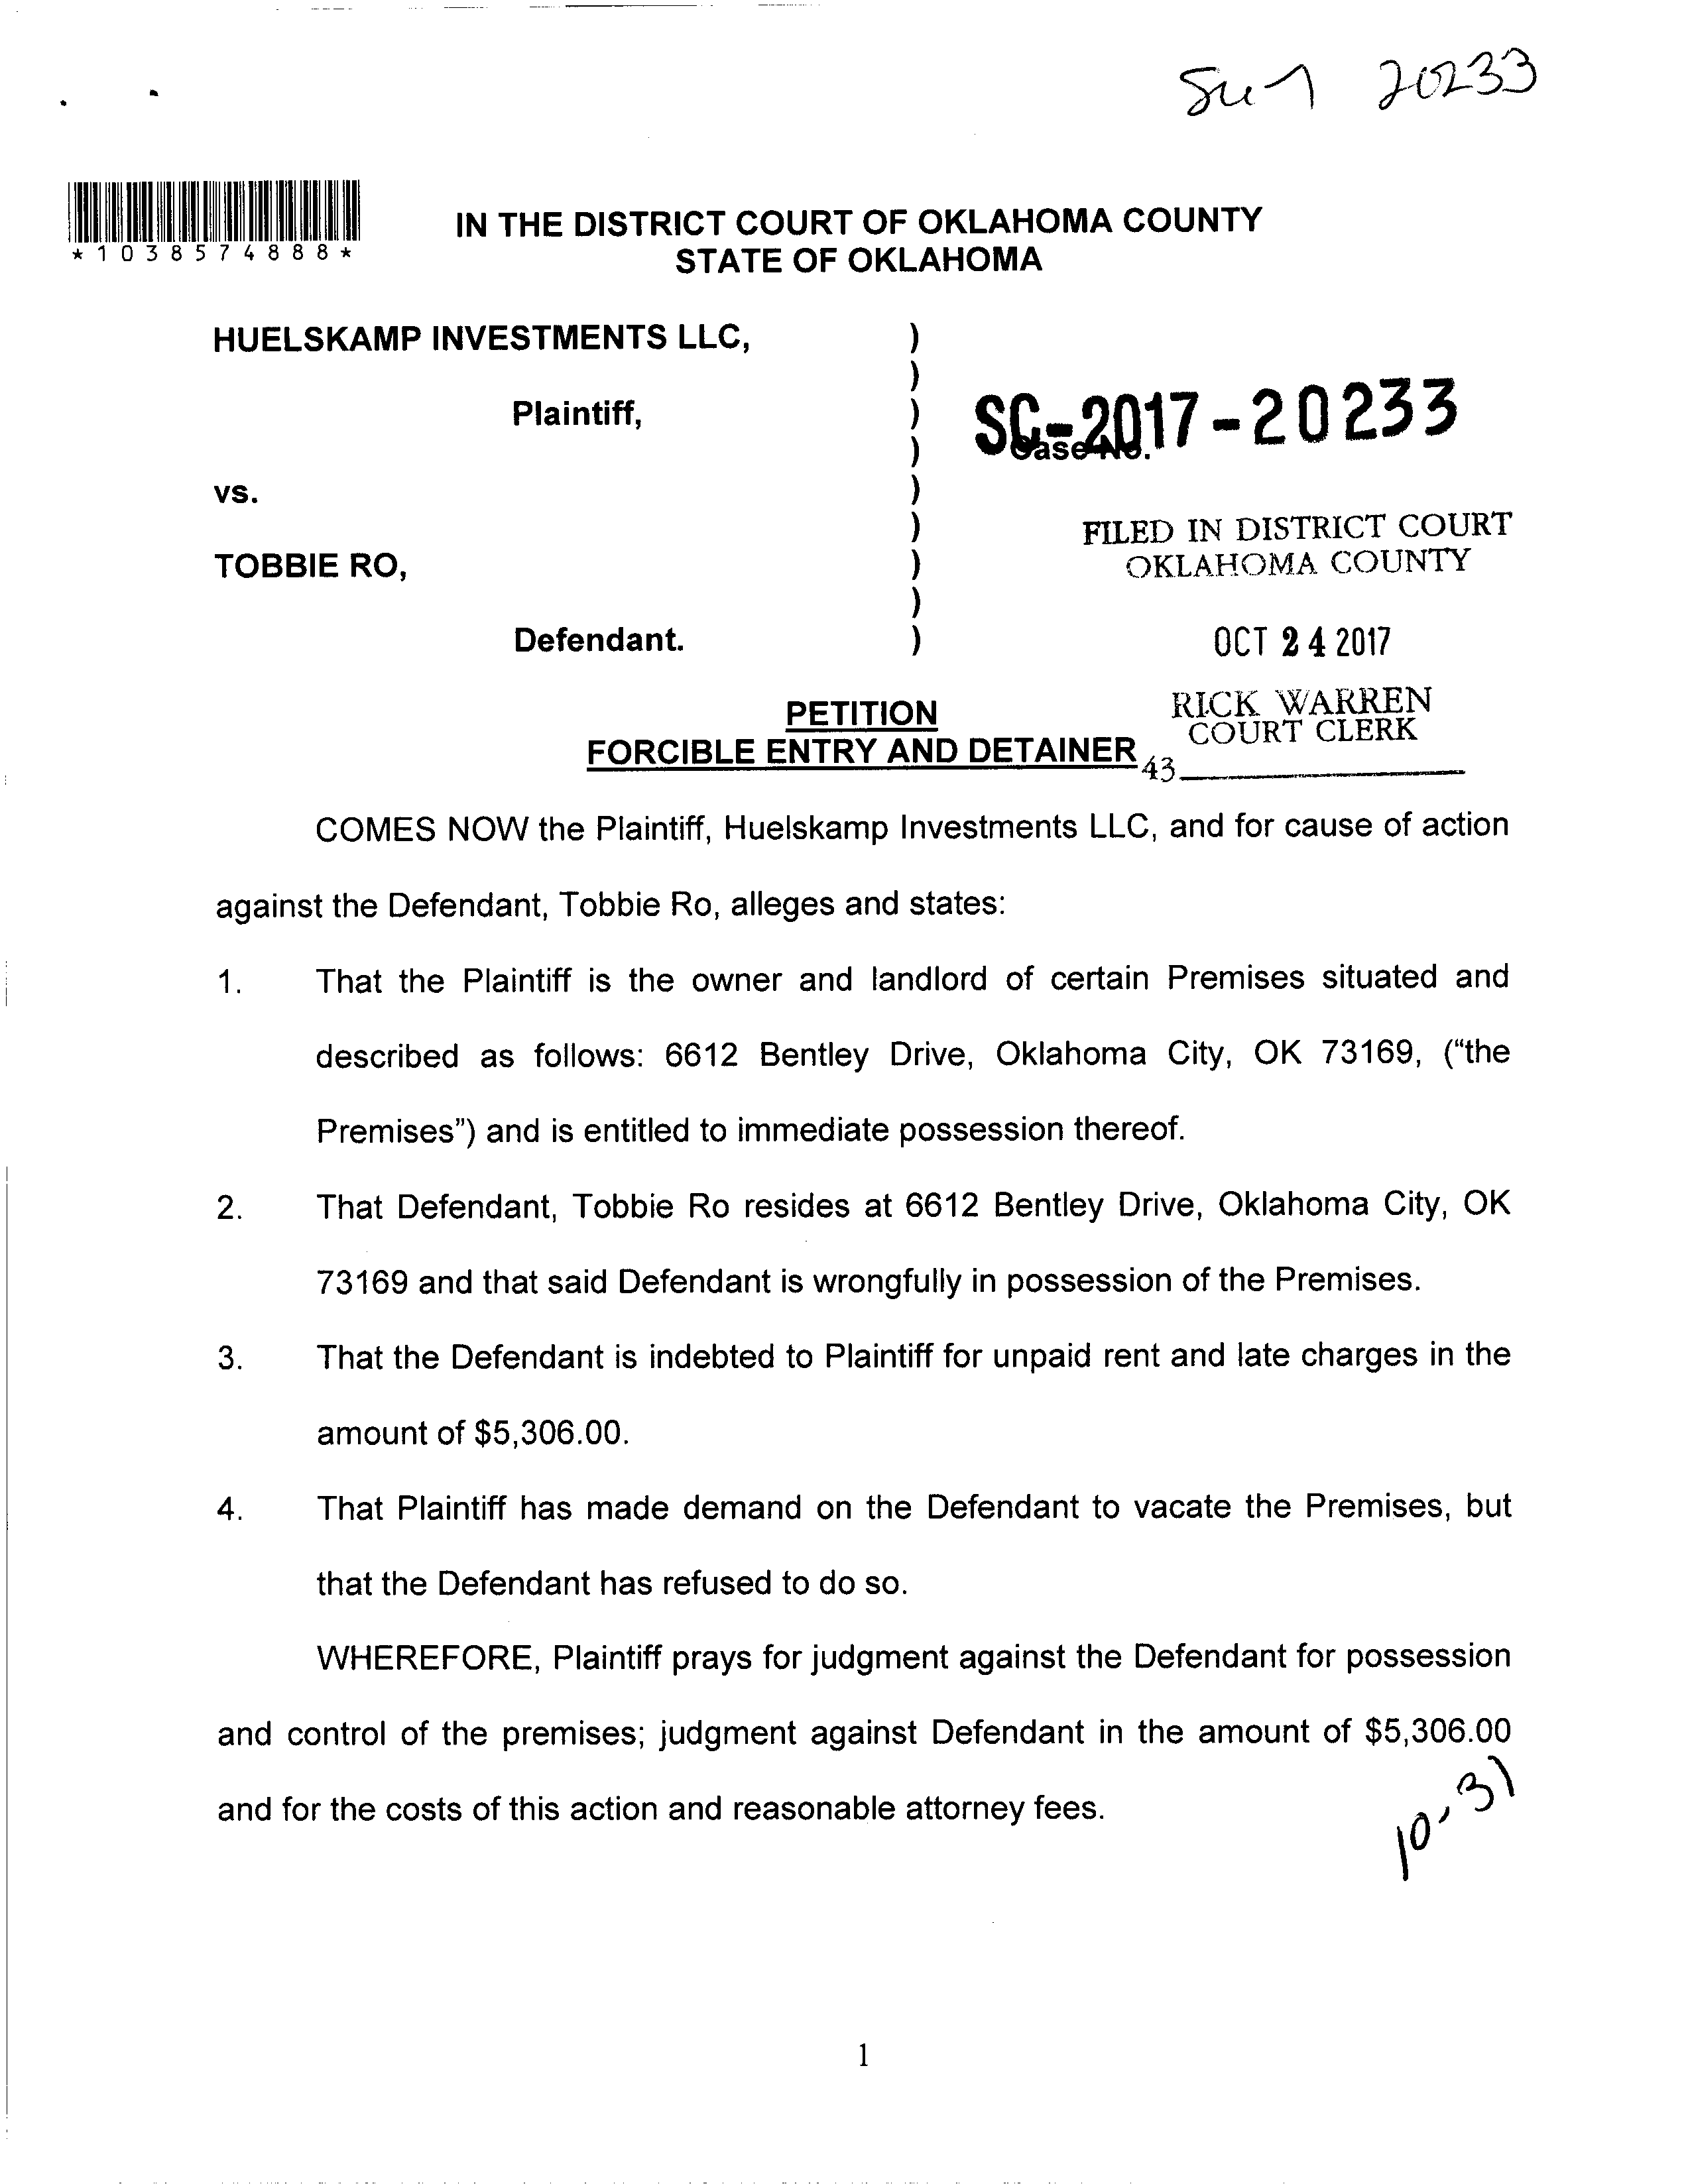 20233
*1038574888*
IN THE DISTRICT COURT OF OKLAHOMA COUNTY
STATE OF OKLAHOMA
HUELSKAMP INVESTMENTS LLC, )
)
Plaintiff, )
SC-2017-20233
Case No.
)
vs. )
)
FILED IN DISTRICT COURT
OKLAHOMA COUNTY
TOBBIE RO, )
)
Defendant. )
OCT 24 2017
RICK WARREN
COURT CLERK
43
PETITION
FORCIBLE ENTRY AND DETAINER
COMES NOW the Plaintiff, Huelskamp Investments LLC, and for cause of action
against the Defendant, Tobbie Ro, alleges and states:
1. That the Plaintiff is the owner and landlord of certain Premises situated and
described as follows: 6612 Bentley Drive, Oklahoma City, OK 73169, (“the
Premises”) and is entitled to immediate possession thereof.
2. That Defendant, Tobbie Ro resides at 6612 Bentley Drive, Oklahoma City, OK
73169 and that said Defendant is wrongfully in possession of the Premises.
3. That the Defendant is indebted to Plaintiff for unpaid rent and late charges in the
amount of $5,306.00.
4. That Plaintiff has made demand on the Defendant to vacate the Premises, but
that the Defendant has refused to do so.
WHEREFORE, Plaintiff prays for judgment against the Defendant for possession
and control of the premises; judgment against Defendant in the amount of $5,306.00
and for the costs of this action and reasonable attorney fees.
10-31
1